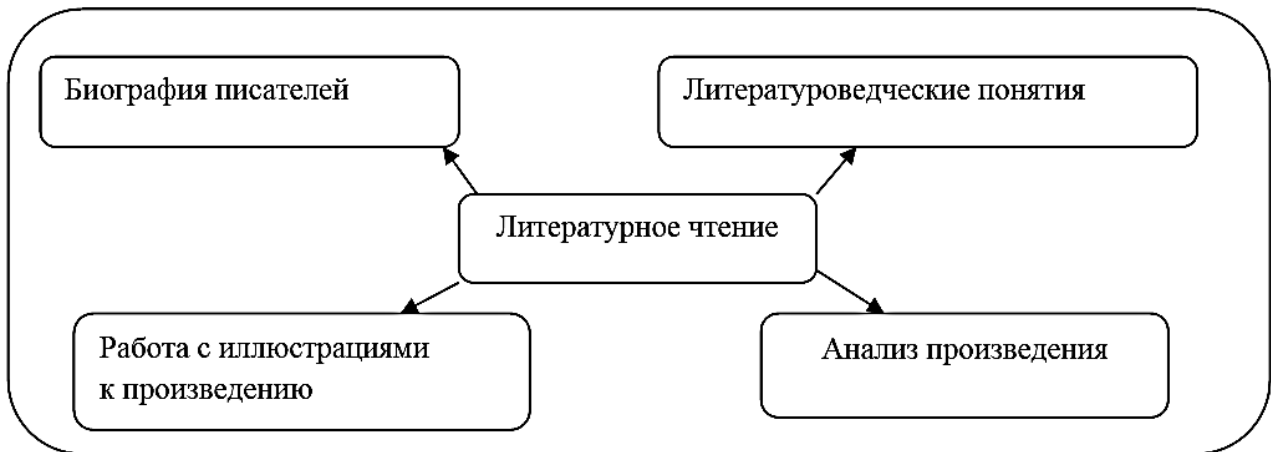 Биография писателей
Литературоведческие понятия
Литературное чтение
Работа с иллюстрациями
к произведению
Анализ произведения